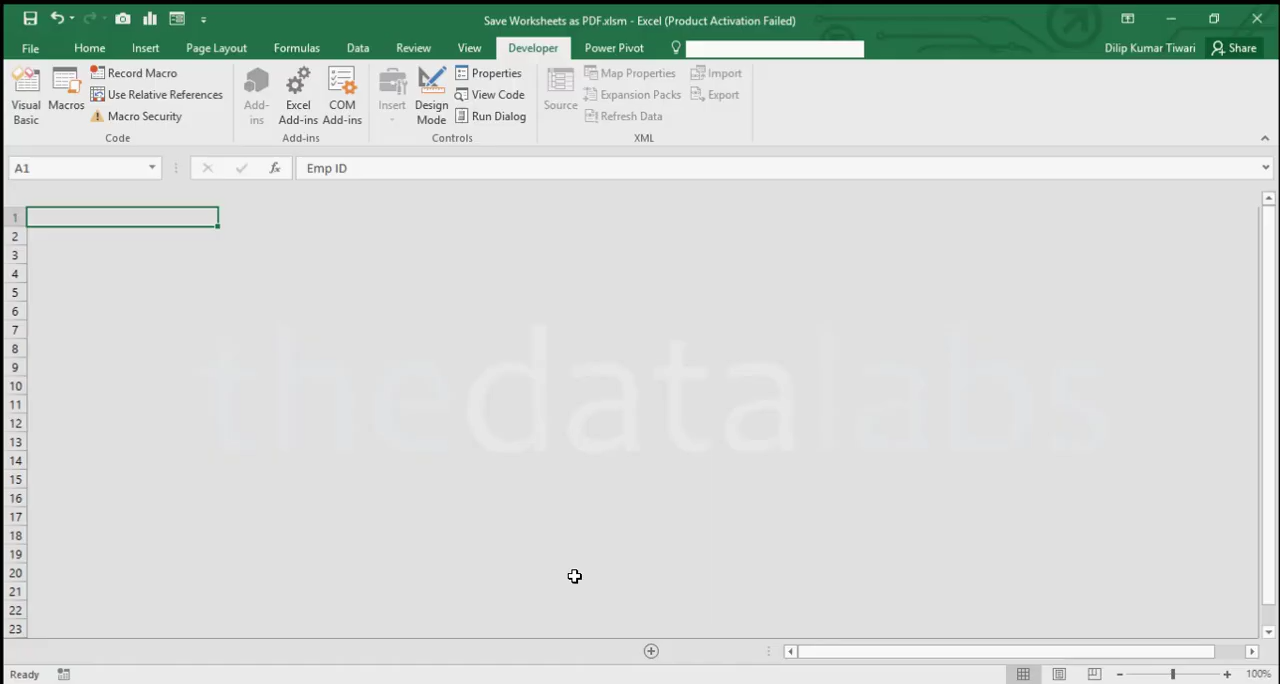 Save Worksheets as PDF.xlsm - Excel (Product Activation Failed)
File Home Insert Page Layout Formulas Data Review View Developer Power Pivot Dilip Kumar Tiwari Share
Visual Basic
Macros
Record Macro
Use Relative References
Macro Security
Code
Add-ins
Excel Add-ins
COM Add-ins
Add-ins
Insert
Design Mode
Properties
View Code
Run Dialog
Controls
Source
Map Properties
Expansion Packs
Refresh Data
Import
Export
XML
A1 fx Emp ID
1
2
3
4
5
6
7
8
9
10
11
12
13
14
15
16
17
18
19
20
21
22
23
thedatalabs
Ready 100%